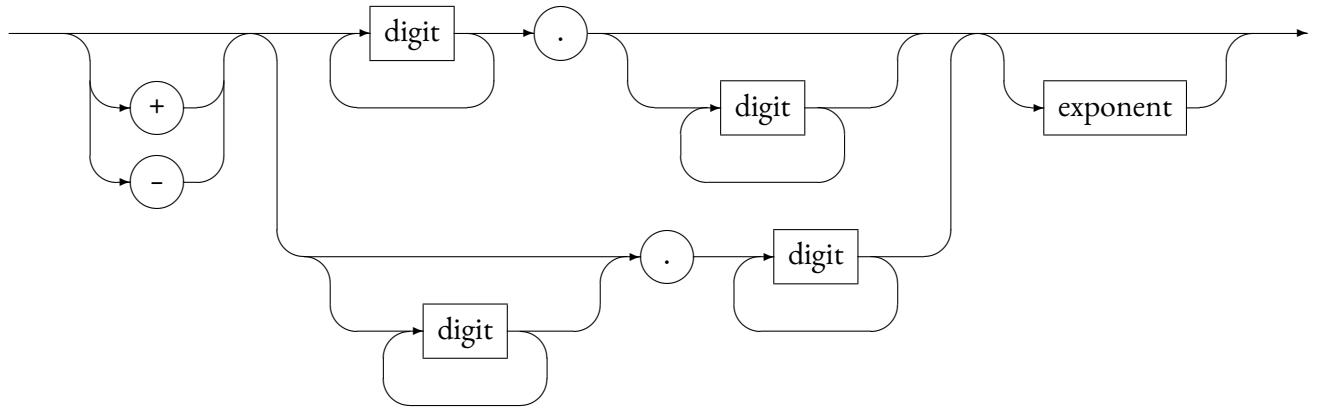 digit .
+ digit exponent
-
. digit
digit